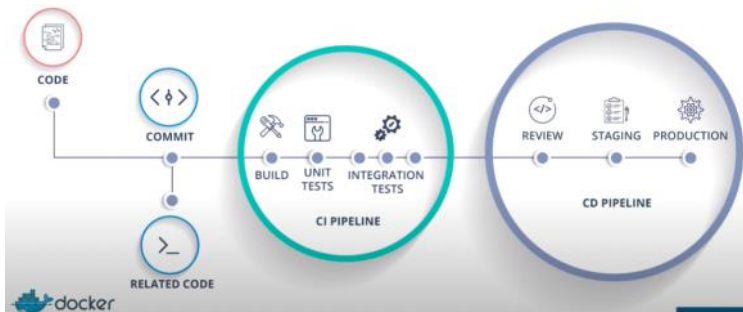 CODE
COMMIT
RELATED CODE
BUILD
UNIT
TESTS
INTEGRATION
TESTS
CI PIPELINE
REVIEW
STAGING
PRODUCTION
CD PIPELINE
docker